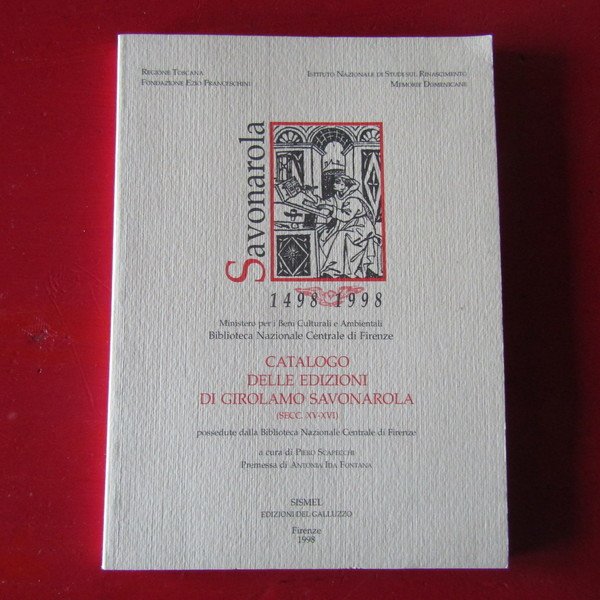 REGIONE TOSCANA
FONDAZIONE EZIO FRANCESCHINI
ISTITUTO NAZIONALE DI STUDI SUL RINASCIMENTO
MEMORIE DOMENICANE
Savonarola
1498 1998
Ministero per i Beni Culturali e Ambientali
Biblioteca Nazionale Centrale di Firenze
CATALOGO
DELLE EDIZIONI
DI GIROLAMO SAVONAROLA
(SECC. XV-XVI)
possedute dalla Biblioteca Nazionale Centrale di Firenze
a cura di PIERO SCAPECCHI
Premessa di ANTONIA IDA FONTANA
SISMEL
EDIZIONI DEL GALLUZZO
Firenze
1998